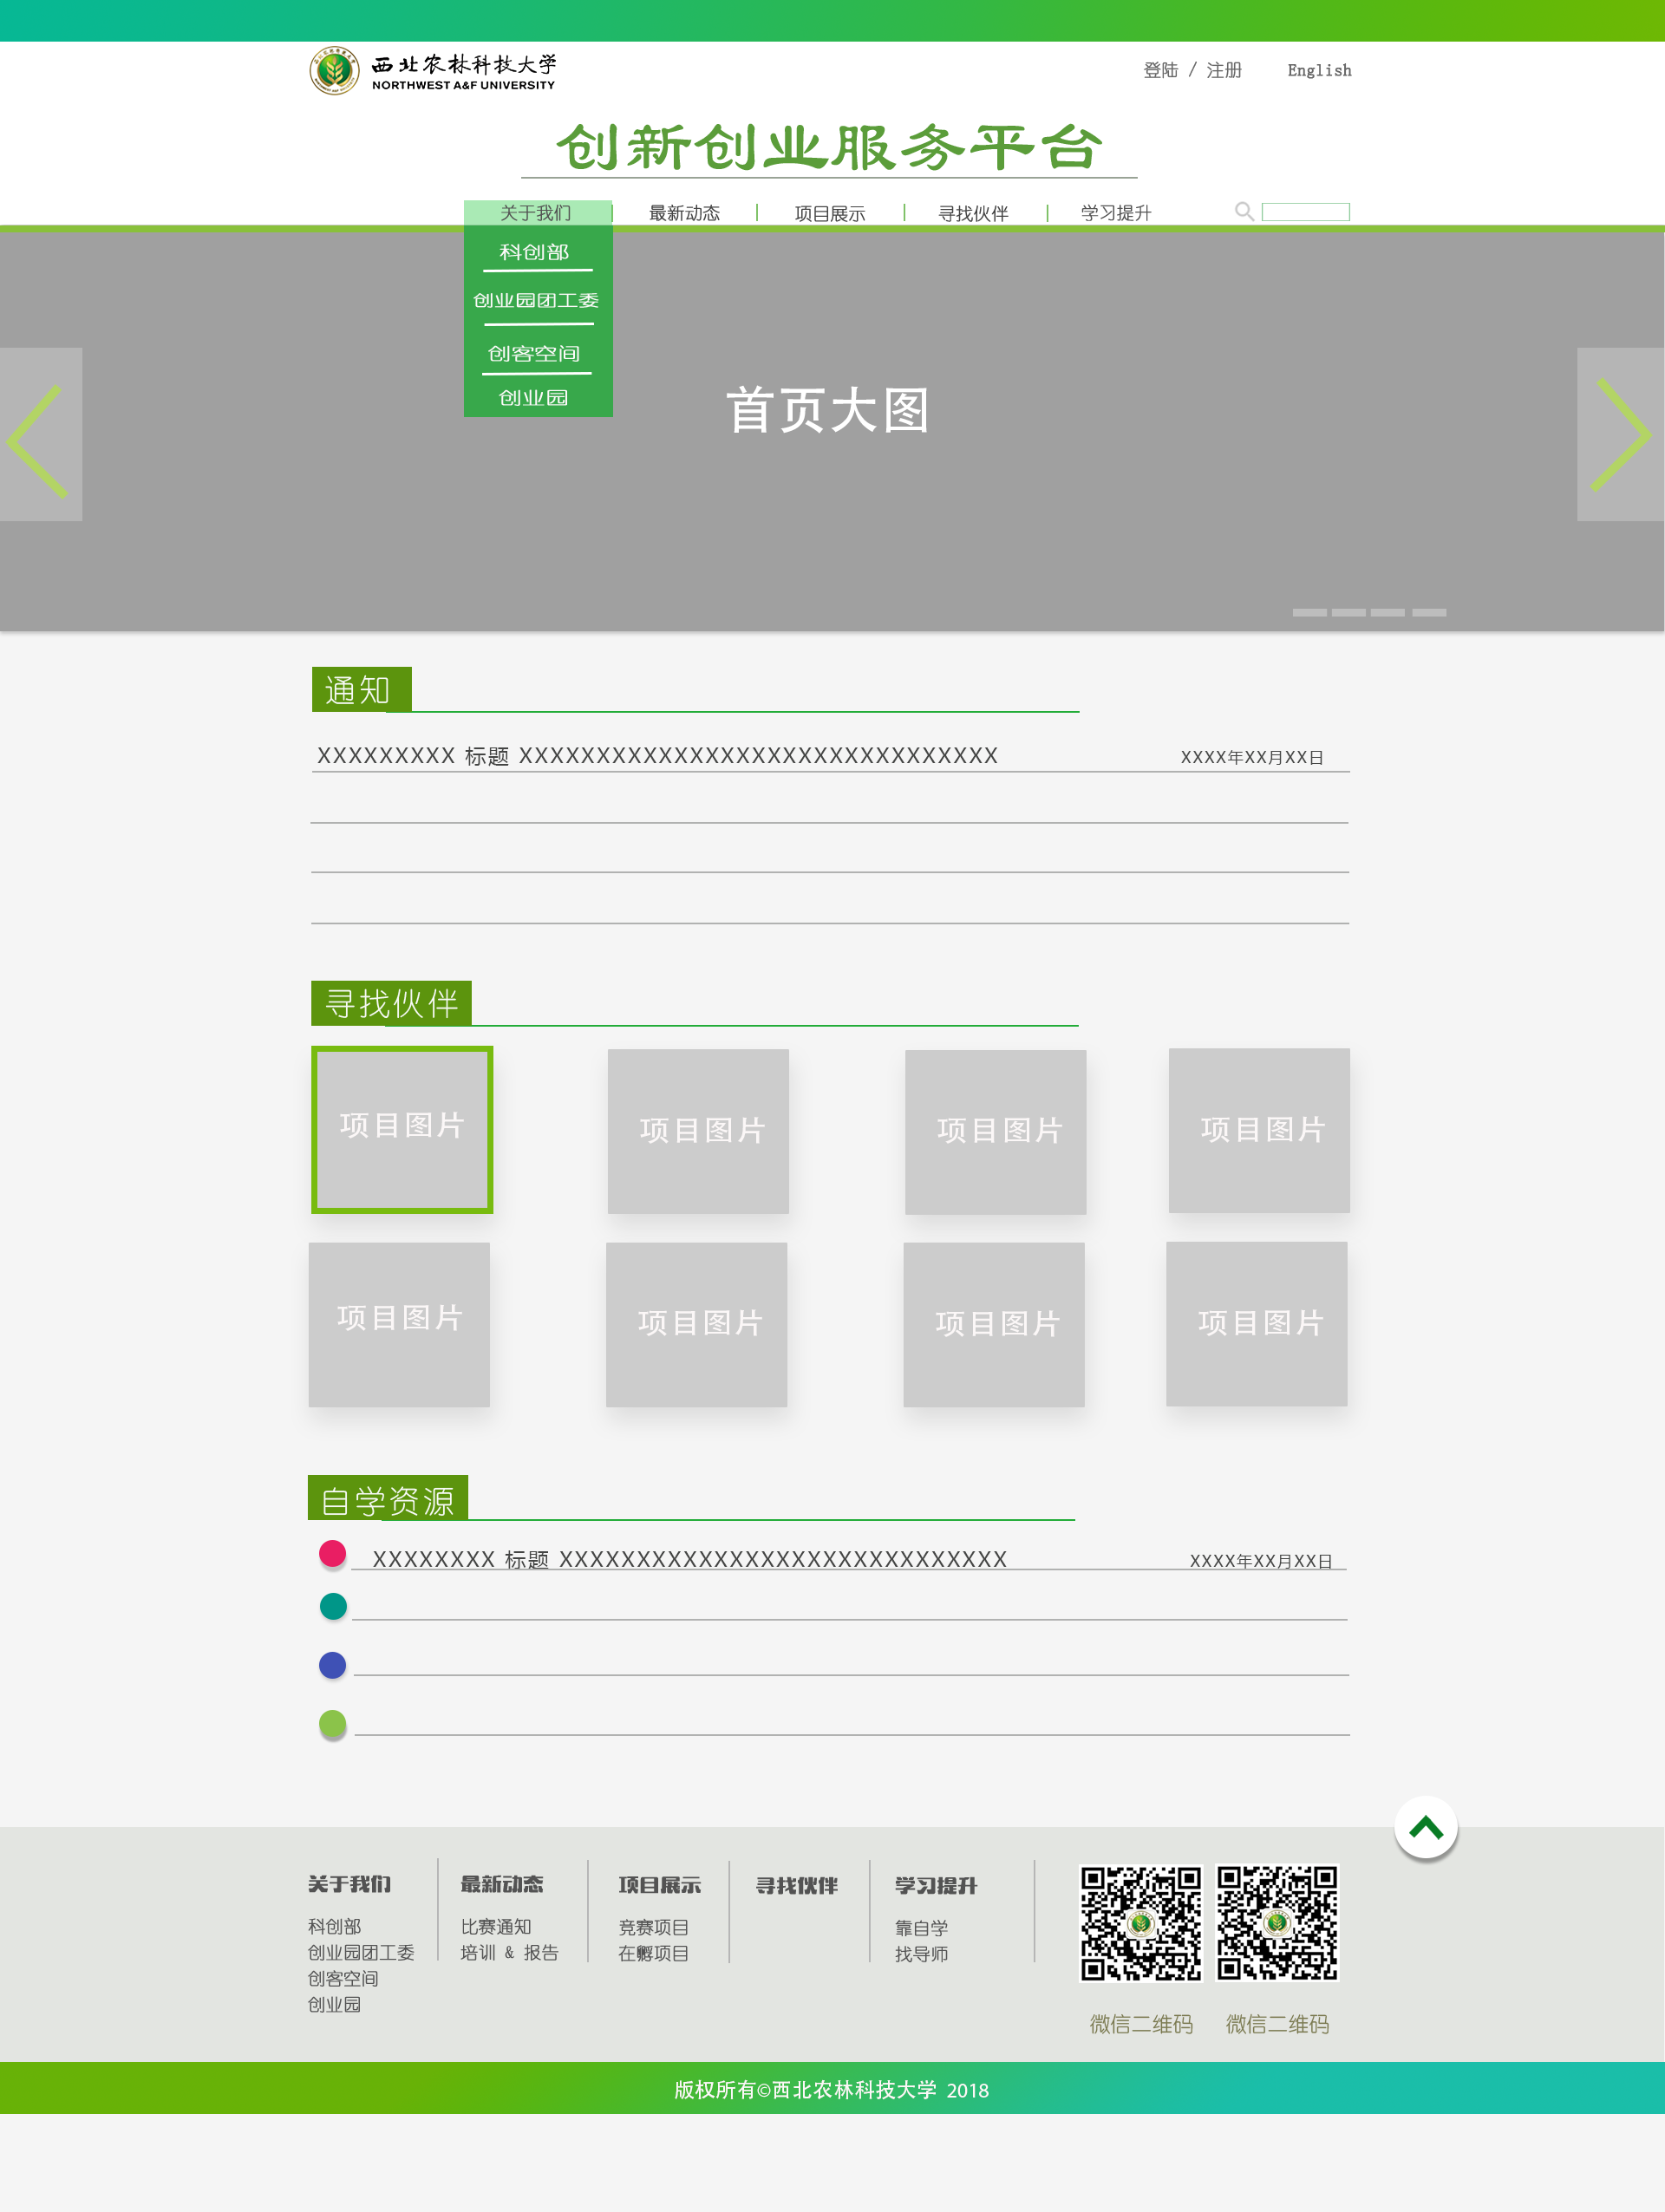 西北农林科技大学
NORTHWEST A&F UNIVERSITY
登陆 / 注册 English
创新创业服务平台
关于我们 最新动态 项目展示 寻找伙伴 学习提升
科创部
创业园团工委
创客空间
创业园
首页大图
通知
XXXXXXXXX 标题 XXXXXXXXXXXXXXXXXXXXXXXXXXXXXXX XXXX年XX月XX日
寻找伙伴
项目图片 项目图片 项目图片 项目图片
项目图片 项目图片 项目图片 项目图片
自学资源
XXXXXXXX 标题 XXXXXXXXXXXXXXXXXXXXXXXXXXXXX XXXX年XX月XX日
关于我们 最新动态 项目展示 寻找伙伴 学习提升
科创部 比赛通知 竞赛项目 靠自学
创业园团工委 培训 & 报告 在孵项目 找导师
创客空间
创业园
微信二维码 微信二维码
版权所有©西北农林科技大学 2018